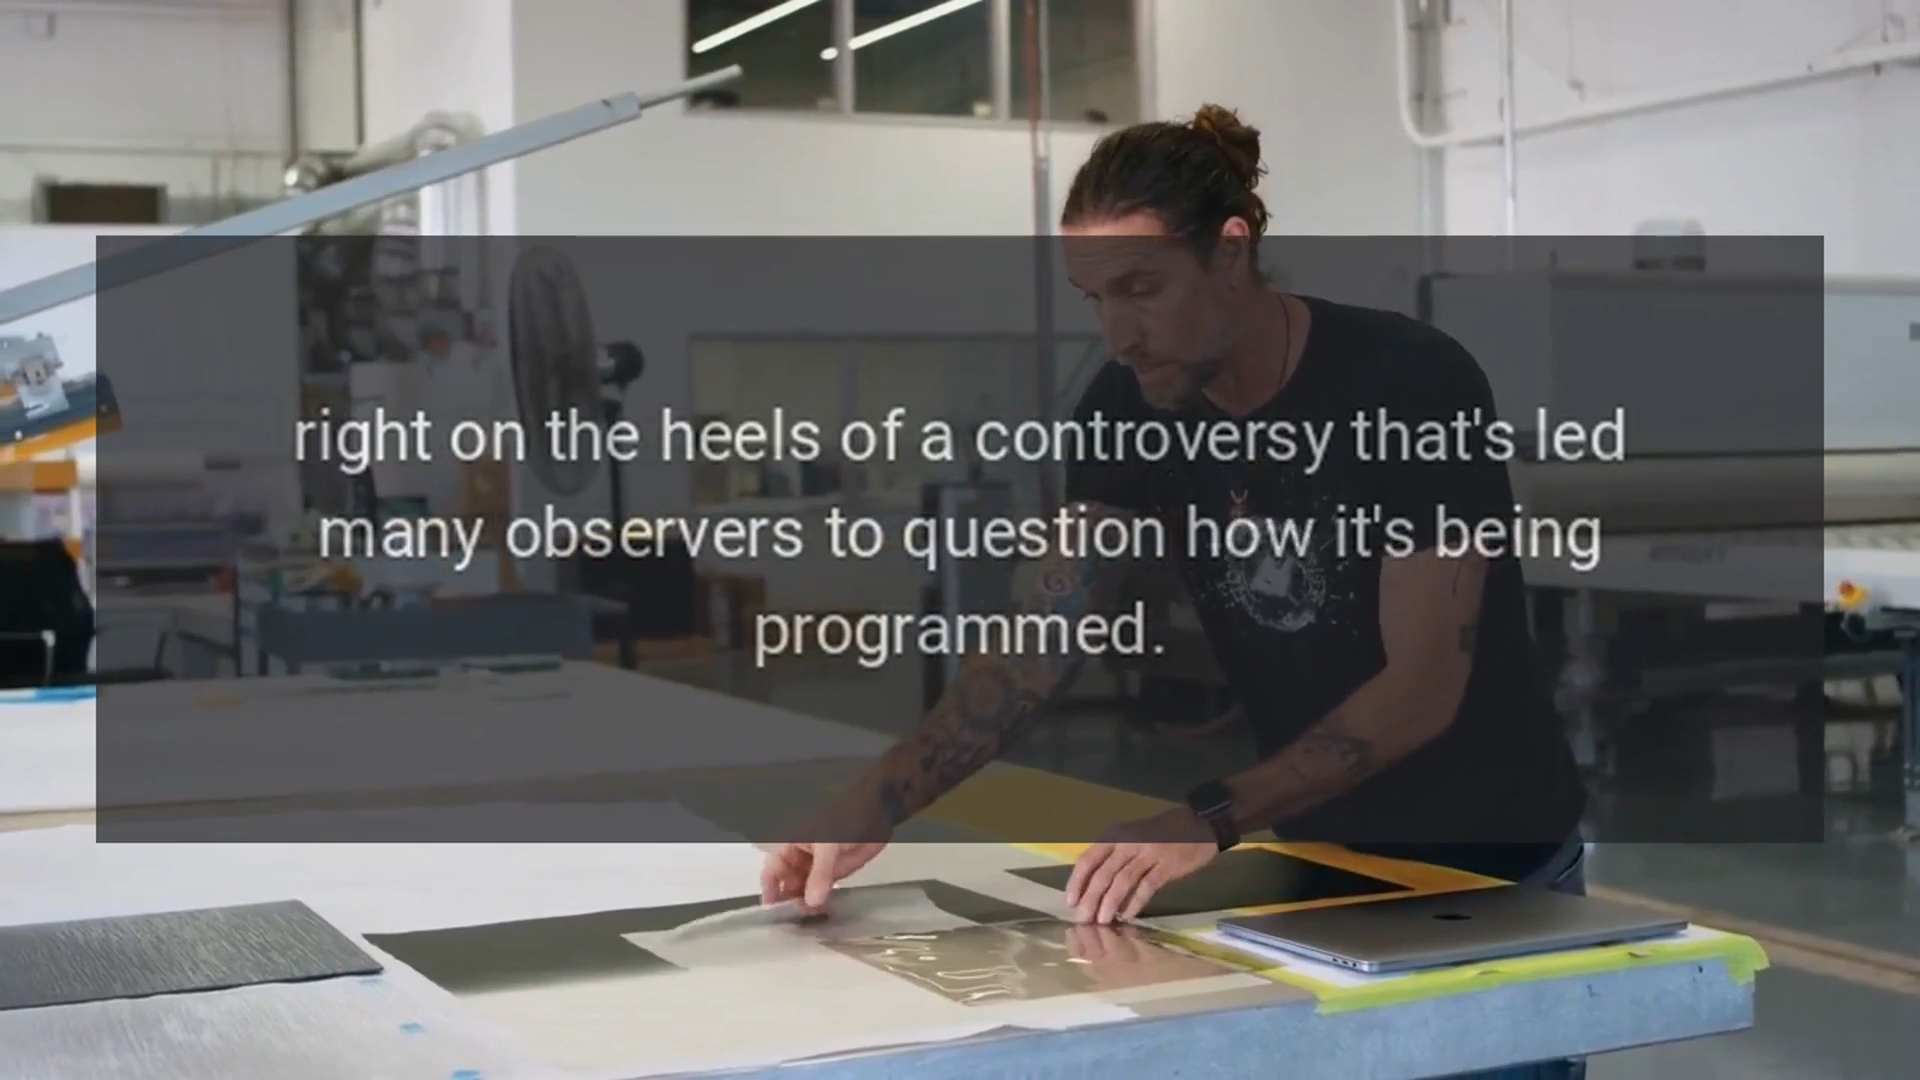 right on the heels of a controversy that's led
many observers to question how it's being
programmed.